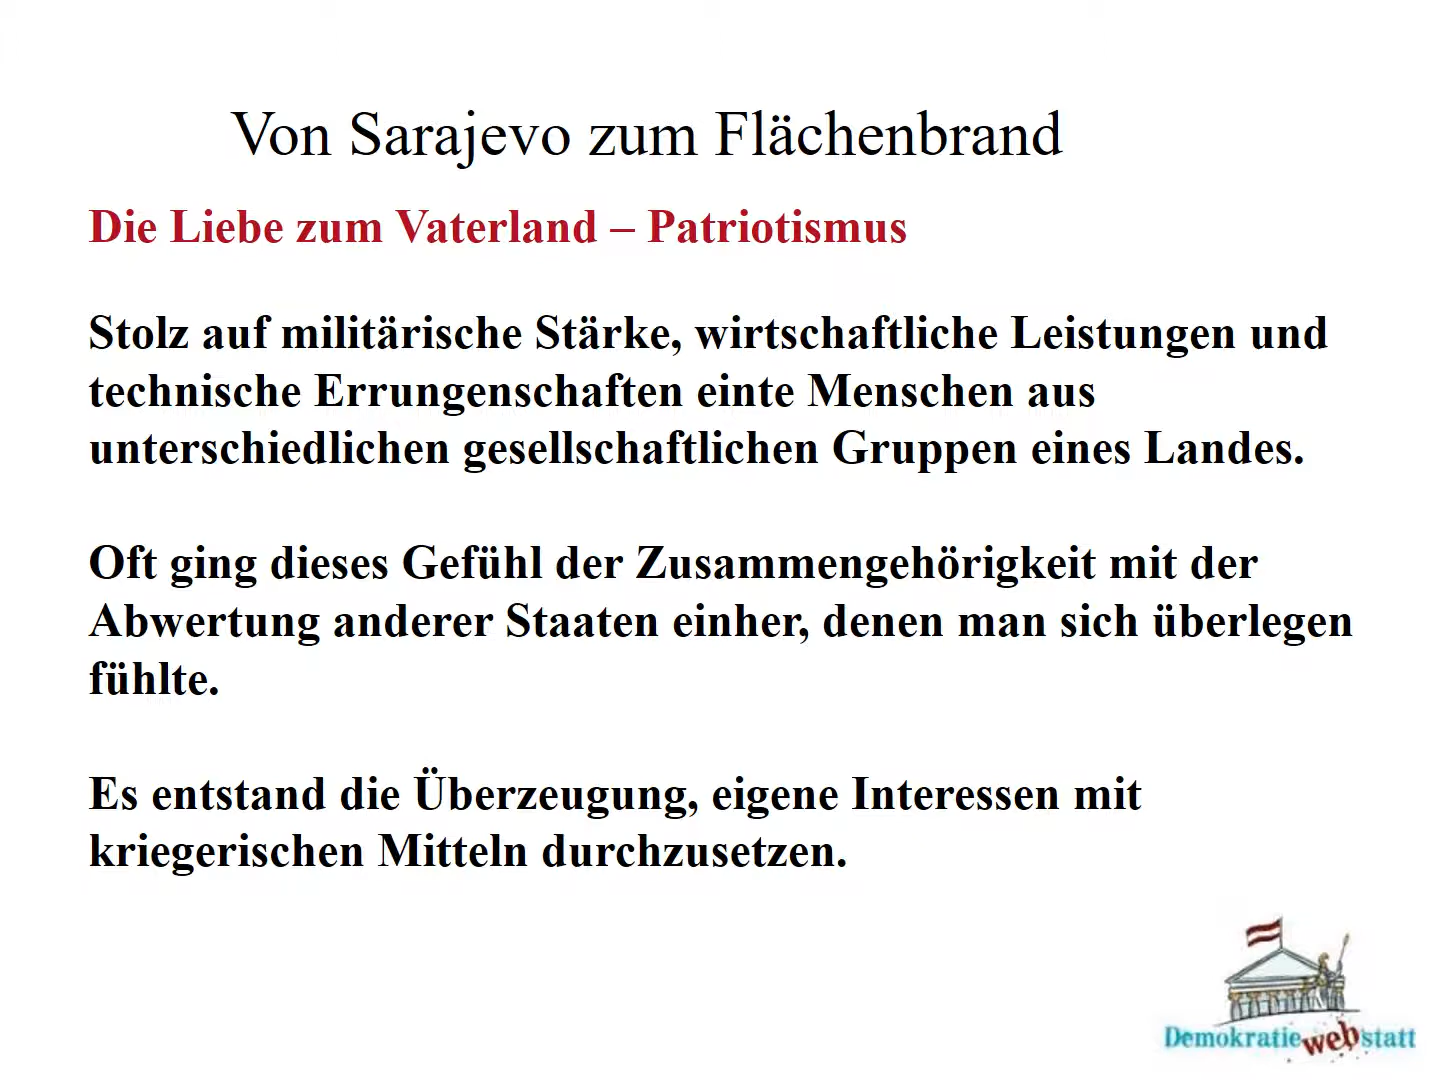 Von Sarajevo zum Flächenbrand
Die Liebe zum Vaterland – Patriotismus
Stolz auf militärische Stärke, wirtschaftliche Leistungen und
technische Errungenschaften einte Menschen aus
unterschiedlichen gesellschaftlichen Gruppen eines Landes.
Oft ging dieses Gefühl der Zusammengehörigkeit mit der
Abwertung anderer Staaten einher, denen man sich überlegen
fühlte.
Es entstand die Überzeugung, eigene Interessen mit
kriegerischen Mitteln durchzusetzen.
Demokratiewebstatt